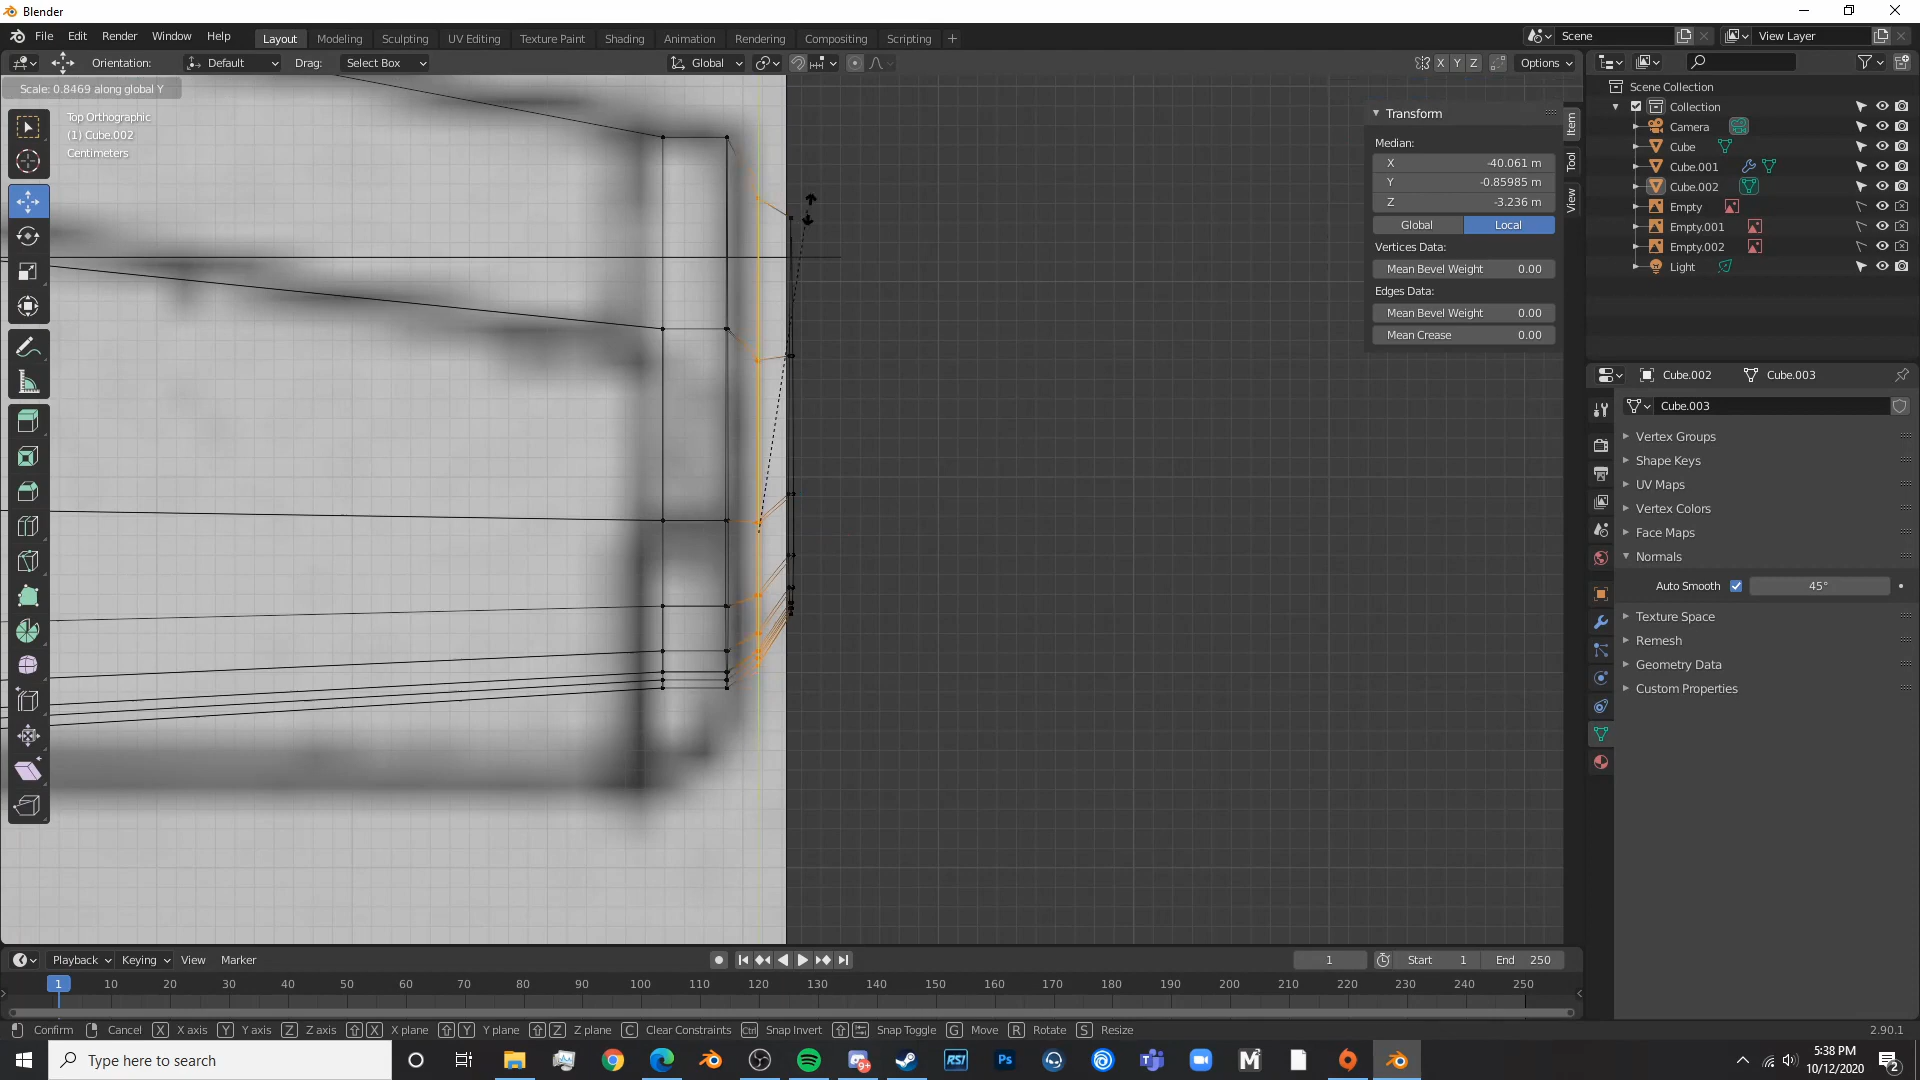 Blender
File Edit Render Window Help
Layout Modeling Sculpting UV Editing Texture Paint Shading Animation Rendering Compositing Scripting
Scene
View Layer
Orientation: Default Drag: Select Box
Global
X Y Z Options
Scale: 0.8469 along global Y
Top Orthographic
(1) Cube.002
Centimeters
Transform
Median:
X -40.061 m
Y -0.85985 m
Z -3.236 m
Global Local
Vertices Data:
Mean Bevel Weight 0.00
Edges Data:
Mean Bevel Weight 0.00
Mean Crease 0.00
Item
Tool
View
Scene Collection
Collection
Camera
Cube
Cube.001
Cube.002
Empty
Empty.001
Empty.002
Light
Cube.002 Cube.003
Cube.003
Vertex Groups
Shape Keys
UV Maps
Vertex Colors
Face Maps
Normals
Auto Smooth 45°
Texture Space
Remesh
Geometry Data
Custom Properties
Playback Keying View Marker
1 Start 1 End 250
1 10 20 30 40 50 60 70 80 90 100 110 120 130 140 150 160 170 180 190 200 210 220 230 240 250
Confirm Cancel X X axis Y Y axis Z Z axis X X plane Y Y plane Z Z plane C Clear Constraints Ctrl Snap Invert Snap Toggle G Move R Rotate S Resize 2.90.1
Type here to search
RSI
Ps
9+
M
5:38 PM
10/12/2020
2